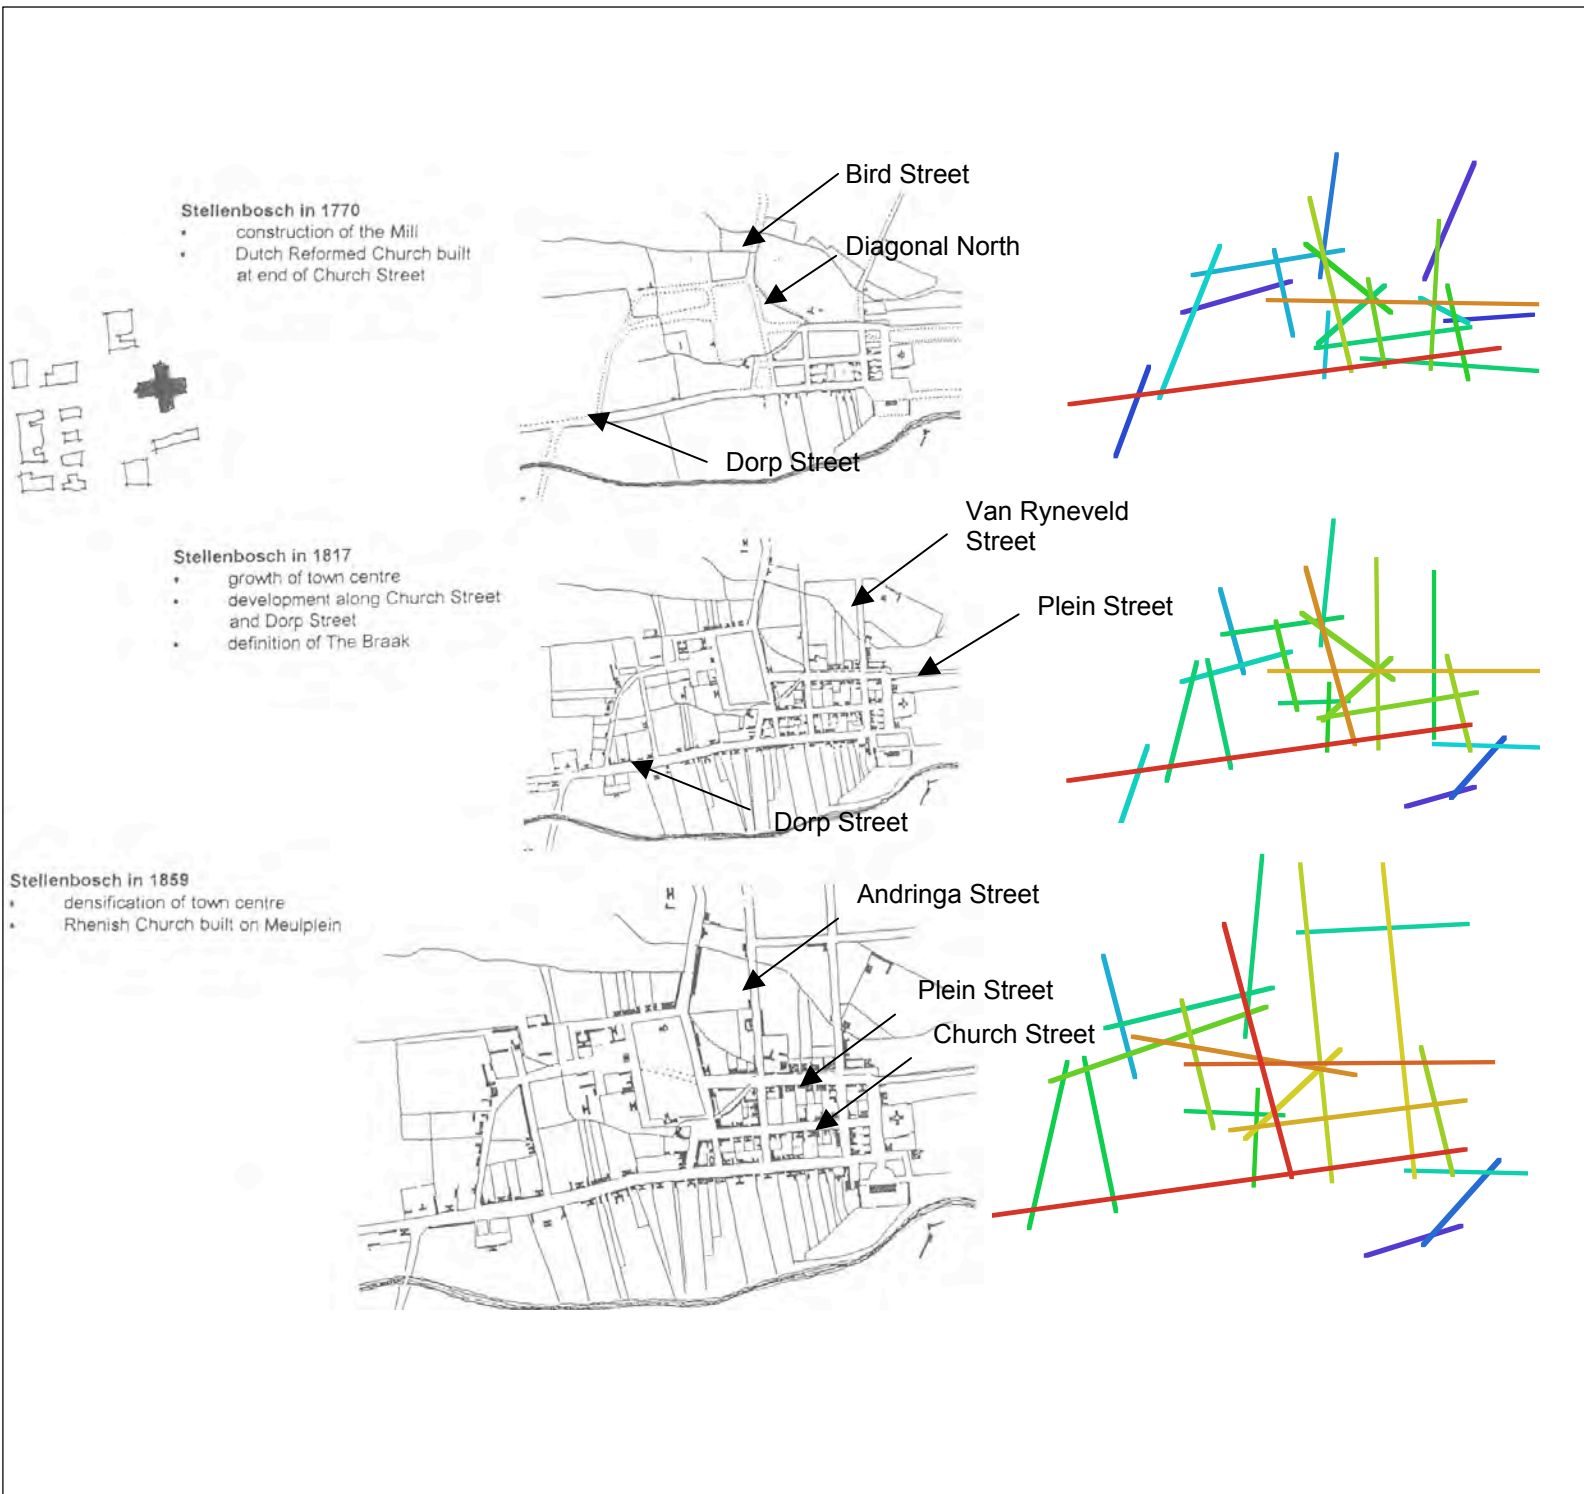 Bird Street
Stellenbosch in 1770
• construction of the Mill
• Dutch Reformed Church built
at end of Church Street
Diagonal North
Dorp Street
Van Ryneveld
Street
Stellenbosch in 1817
• growth of town centre
• development along Church Street
and Dorp Street
• definition of The Braak
Plein Street
Dorp Street
Stellenbosch in 1859
• densification of town centre
• Rhenish Church built on Meulplein
Andringa Street
Plein Street
Church Street